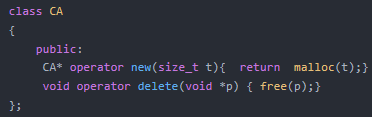 class CA
{
public:
CA* operator new(size_t t){ return malloc(t);}
void operator delete(void *p) { free(p);}
};